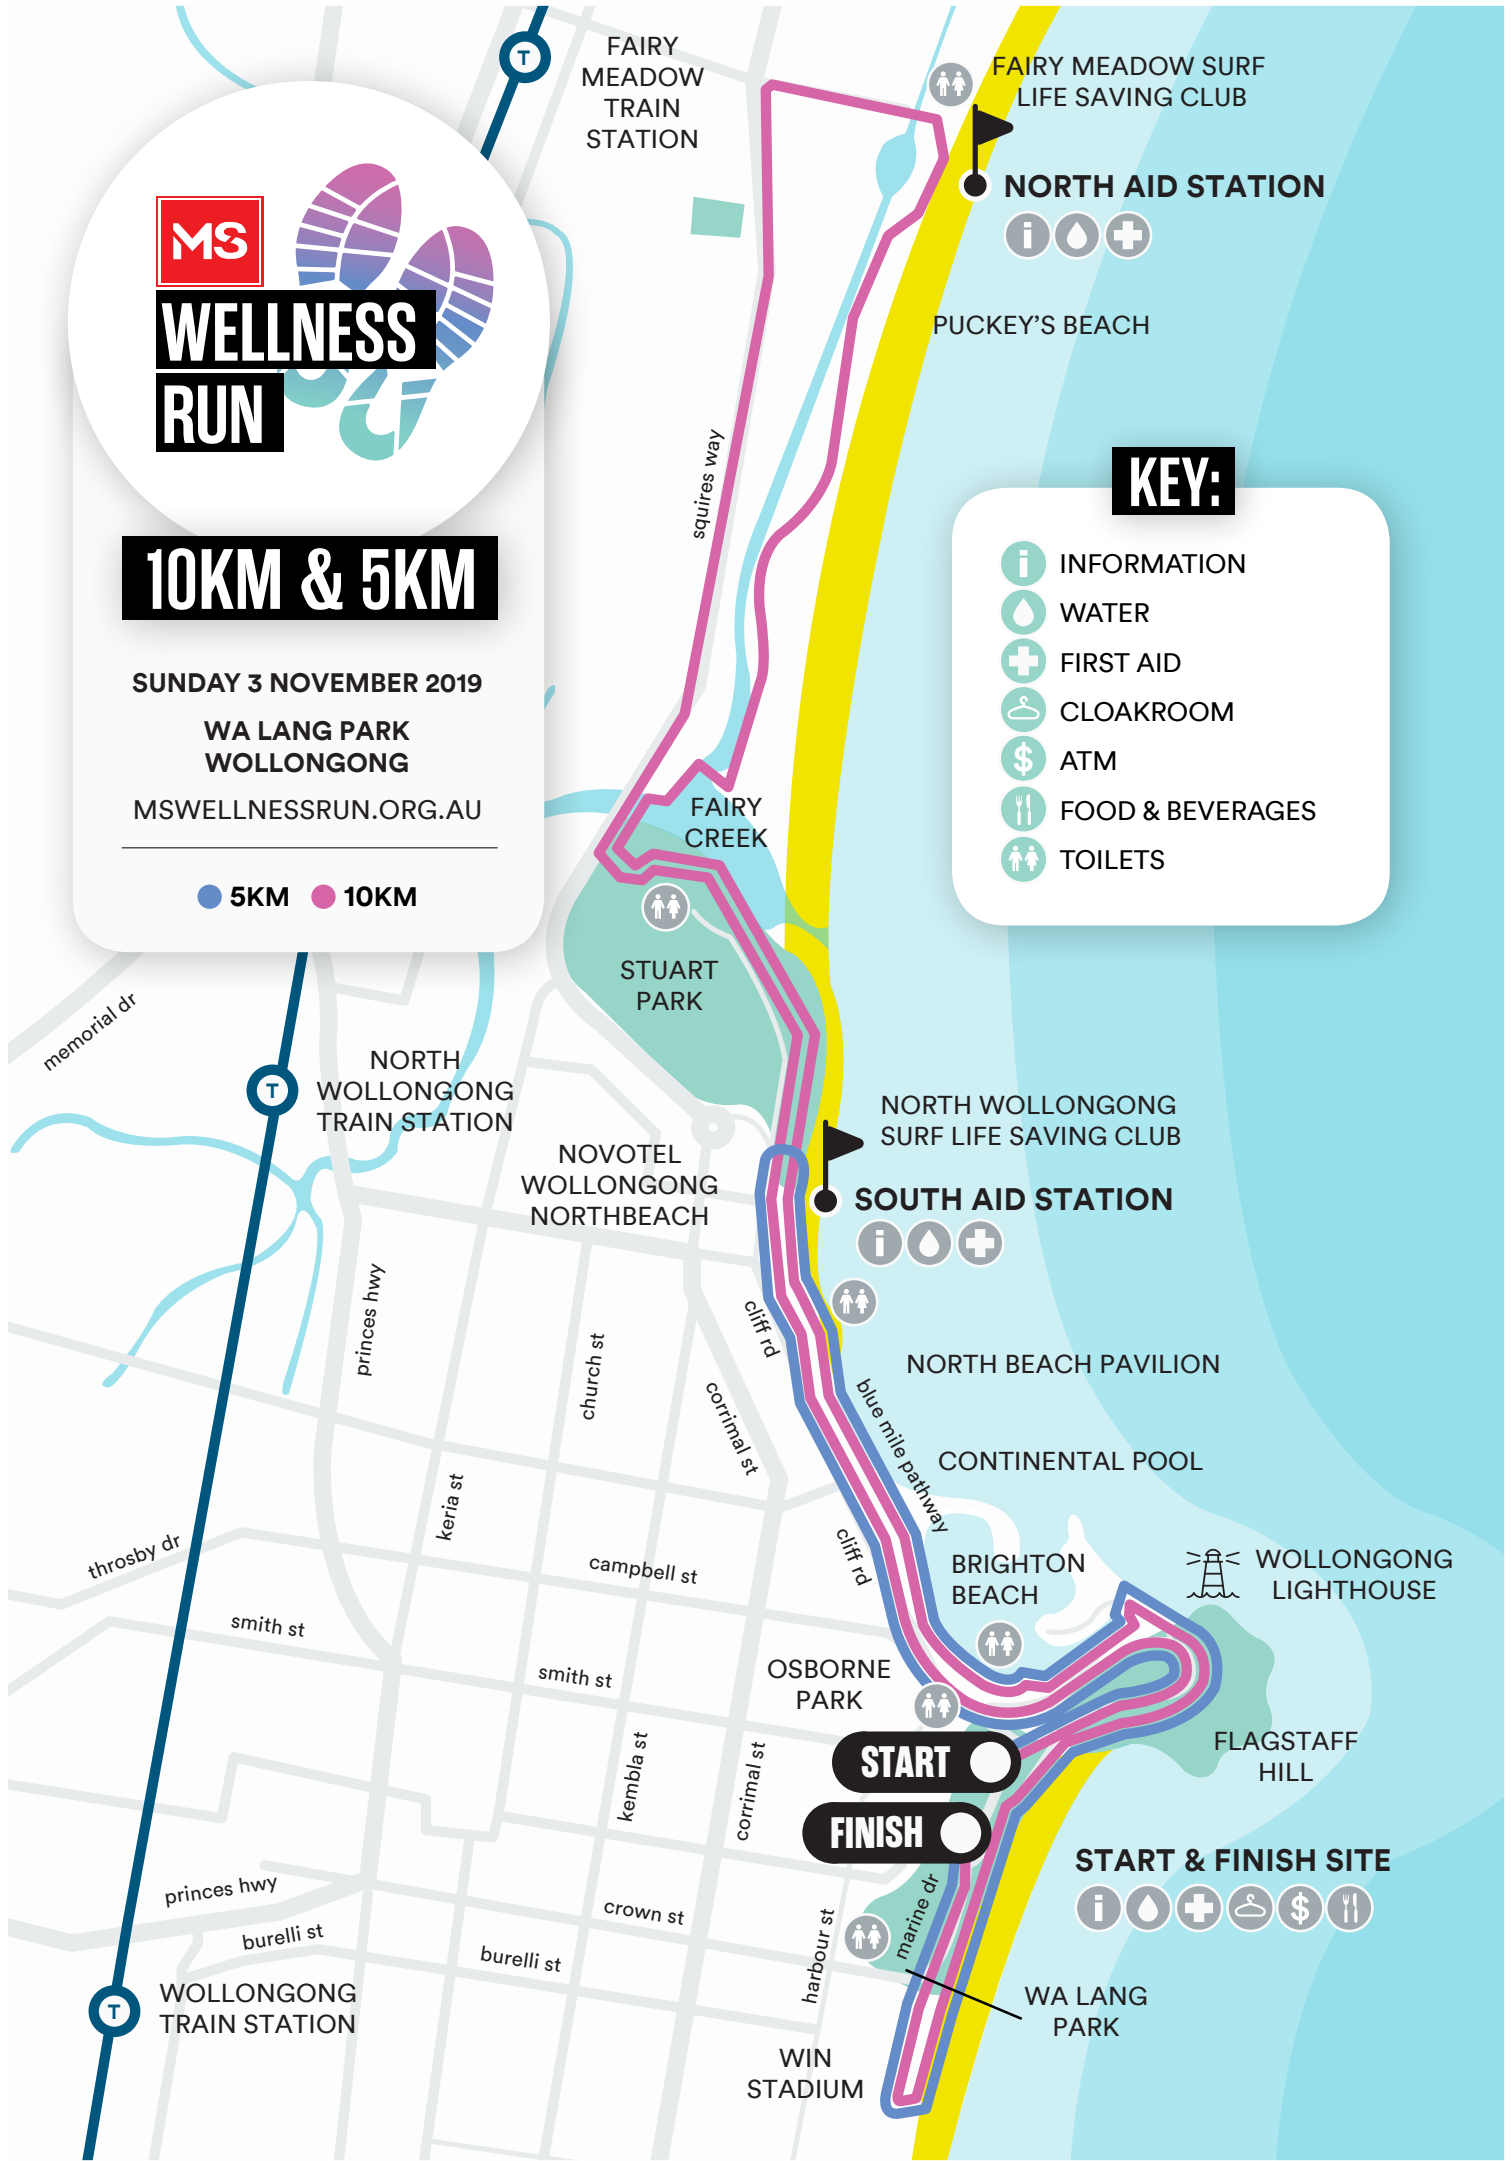 MS
WELLNESS
RUN
10KM & 5KM
SUNDAY 3 NOVEMBER 2019
WA LANG PARK
WOLLONGONG
MSWELLNESSRUN.ORG.AU
5KM
10KM
T
FAIRY
MEADOW
TRAIN
STATION
FAIRY MEADOW SURF
LIFE SAVING CLUB
NORTH AID STATION
i
PUCKEY'S BEACH
squires way
KEY:
i INFORMATION
WATER
FIRST AID
CLOAKROOM
$ ATM
FOOD & BEVERAGES
TOILETS
FAIRY
CREEK
STUART
PARK
memorial dr
T
NORTH
WOLLONGONG
TRAIN STATION
NOVOTEL
WOLLONGONG
NORTHBEACH
NORTH WOLLONGONG
SURF LIFE SAVING CLUB
SOUTH AID STATION
i
princes hwy
church st
cliff rd
corrimal st
NORTH BEACH PAVILION
blue mile pathway
CONTINENTAL POOL
keria st
throsby dr
campbell st
cliff rd
BRIGHTON
BEACH
WOLLONGONG
LIGHTHOUSE
smith st
smith st
OSBORNE
PARK
START
FINISH
FLAGSTAFF
HILL
kembla st
corrimal st
START & FINISH SITE
i
$
princes hwy
burelli st
crown st
burelli st
harbour st
marine dr
T
WOLLONGONG
TRAIN STATION
WA LANG
PARK
WIN
STADIUM